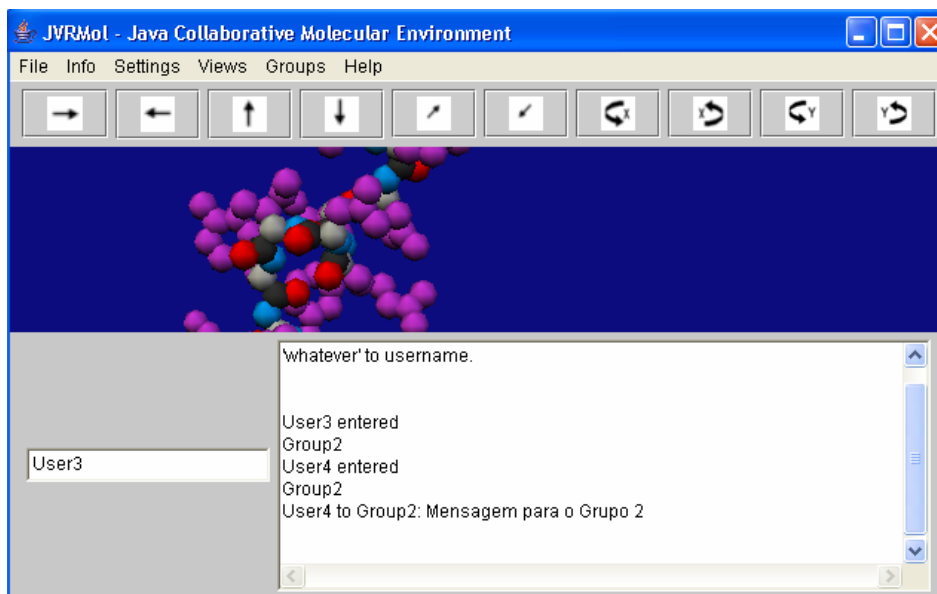 JVRMol - Java Collaborative Molecular Environment
File Info Settings Views Groups Help
X X Y Y
'whatever' to username.
User3 entered
Group2
User3
User4 entered
Group2
User4 to Group2: Mensagem para o Grupo 2